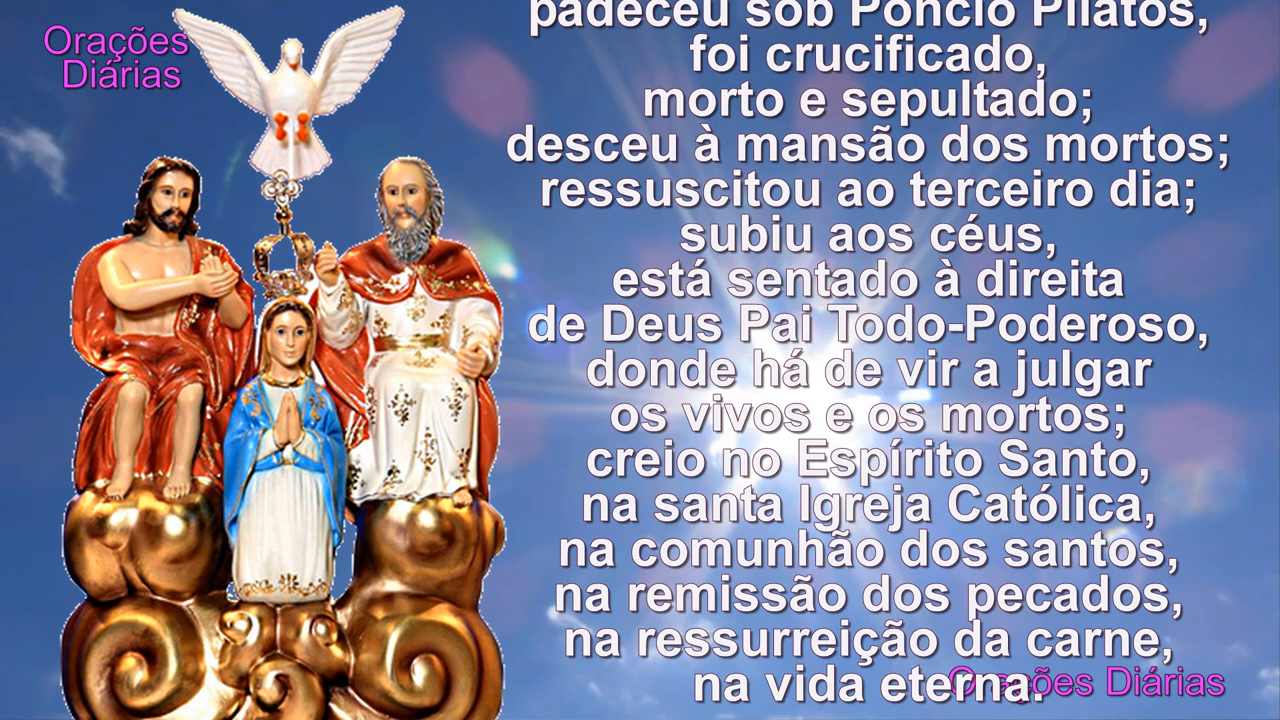 Orações
Diárias
padeceu sob Pôncio Pilatos,
foi crucificado,
morto e sepultado;
desceu à mansão dos mortos;
ressuscitou ao terceiro dia;
subiu aos céus,
está sentado à direita
de Deus Pai Todo-Poderoso,
donde há de vir a julgar
os vivos e os mortos;
creio no Espírito Santo,
na santa Igreja Católica,
na comunhão dos santos,
na remissão dos pecados,
na ressurreição da carne,
na vida eterna.
Orações Diárias